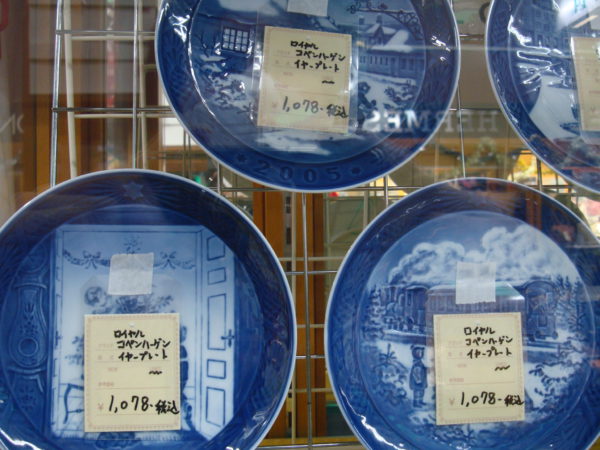 ロイヤル
コペンハーゲン
イヤープレート
¥1,078-税込
HERMES
2005
ロイヤル
コペンハーゲン
イヤープレート
¥1,078-税込
ロイヤル
コペンハーゲン
イヤープレート
¥1,078-税込